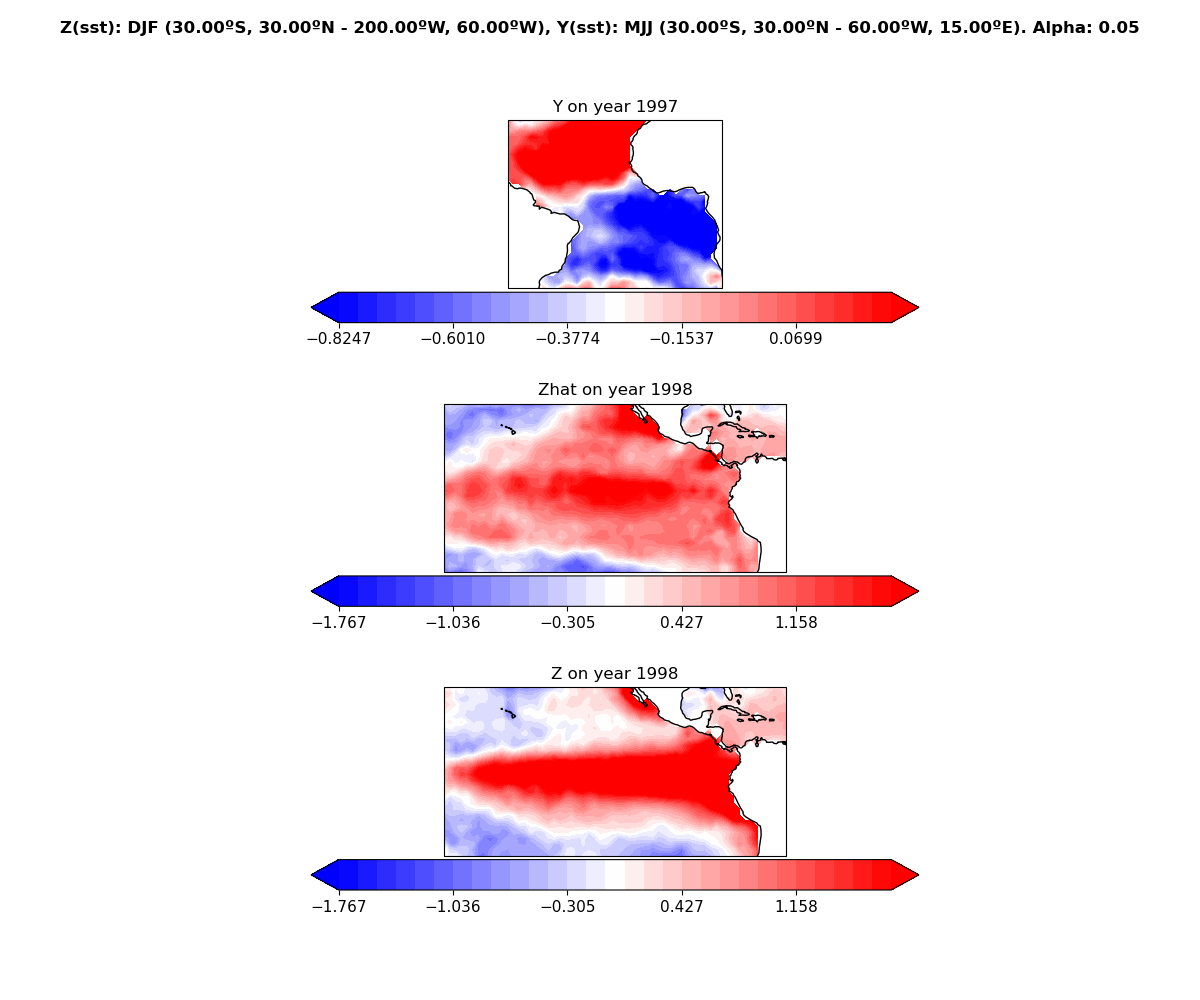 Z(sst): DJF (30.00ºS, 30.00ºN - 200.00ºW, 60.00ºW), Y(sst): MJJ (30.00ºS, 30.00ºN - 60.00ºW, 15.00ºE). Alpha: 0.05
Y on year 1997
−0.8247 −0.6010 −0.3774 −0.1537 0.0699
Zhat on year 1998
−1.767 −1.036 −0.305 0.427 1.158
Z on year 1998
−1.767 −1.036 −0.305 0.427 1.158